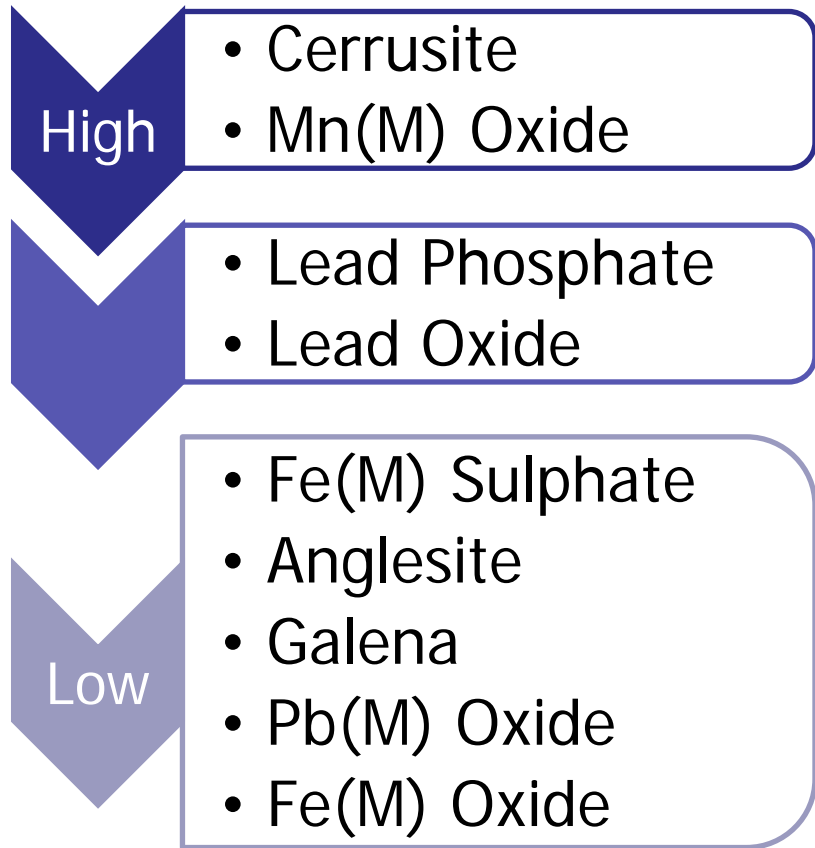 High
• Cerrusite
• Mn(M) Oxide
• Lead Phosphate
• Lead Oxide
Low
• Fe(M) Sulphate
• Anglesite
• Galena
• Pb(M) Oxide
• Fe(M) Oxide